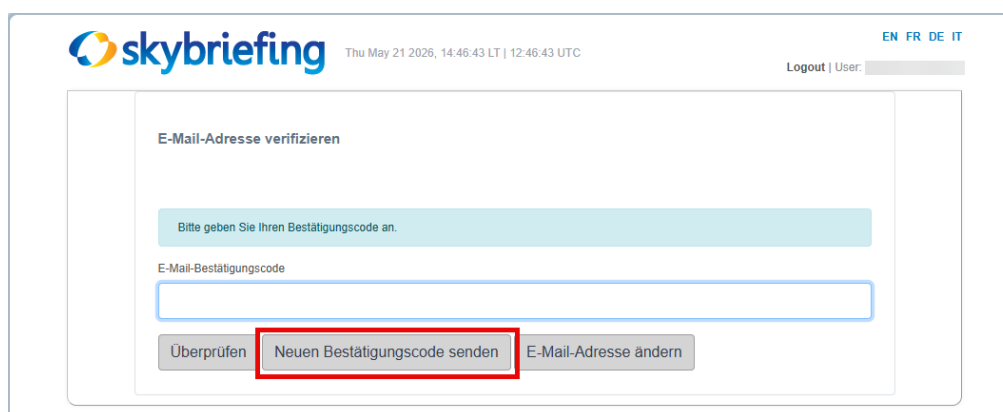 skybriefing
Thu May 21 2026, 14:46:43 LT | 12:46:43 UTC
EN FR DE IT
Logout | User:
E-Mail-Adresse verifizieren
Bitte geben Sie Ihren Bestätigungscode an.
E-Mail-Bestätigungscode
Überprüfen
Neuen Bestätigungscode senden
E-Mail-Adresse ändern